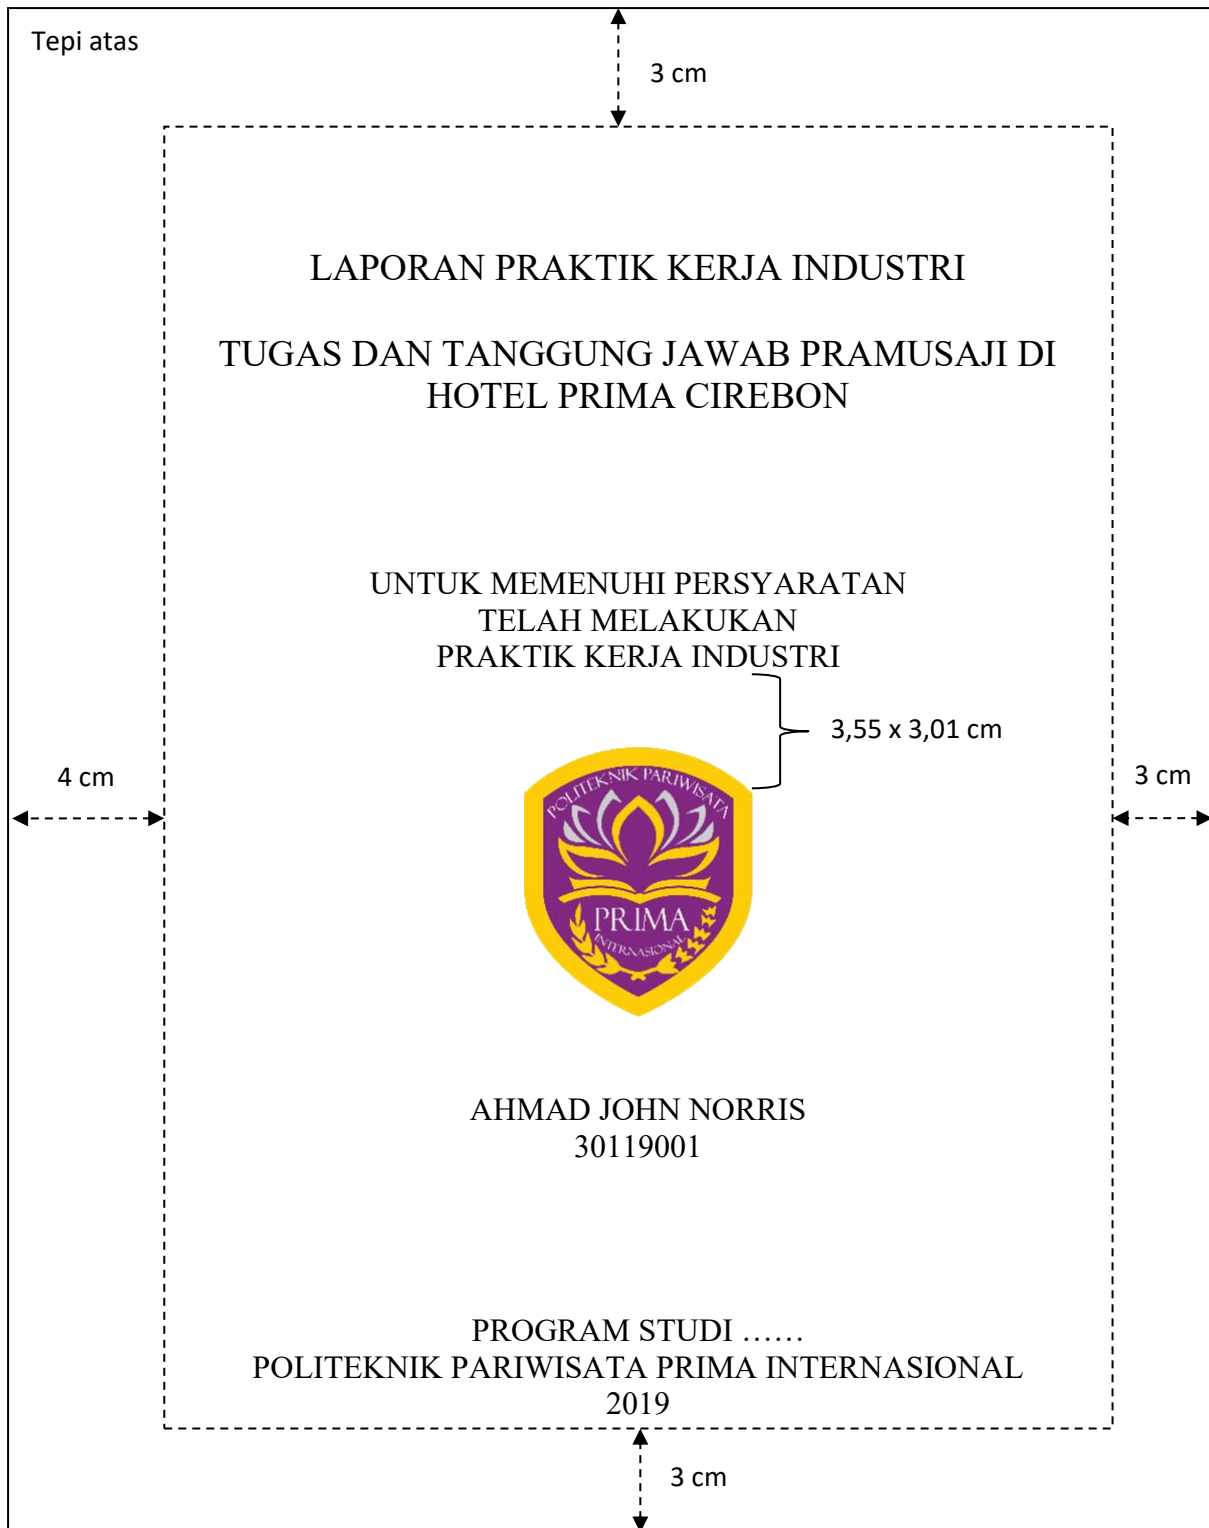 Tepi atas
3 cm
LAPORAN PRAKTIK KERJA INDUSTRI
TUGAS DAN TANGGUNG JAWAB PRAMUSAJI DI
HOTEL PRIMA CIREBON
UNTUK MEMENUHI PERSYARATAN
TELAH MELAKUKAN
PRAKTIK KERJA INDUSTRI
3,55 x 3,01 cm
4 cm
3 cm
POLITEKNIK PARIWISATA
PRIMA
INTERNASIONAL
AHMAD JOHN NORRIS
30119001
PROGRAM STUDI ......
POLITEKNIK PARIWISATA PRIMA INTERNASIONAL
2019
3 cm